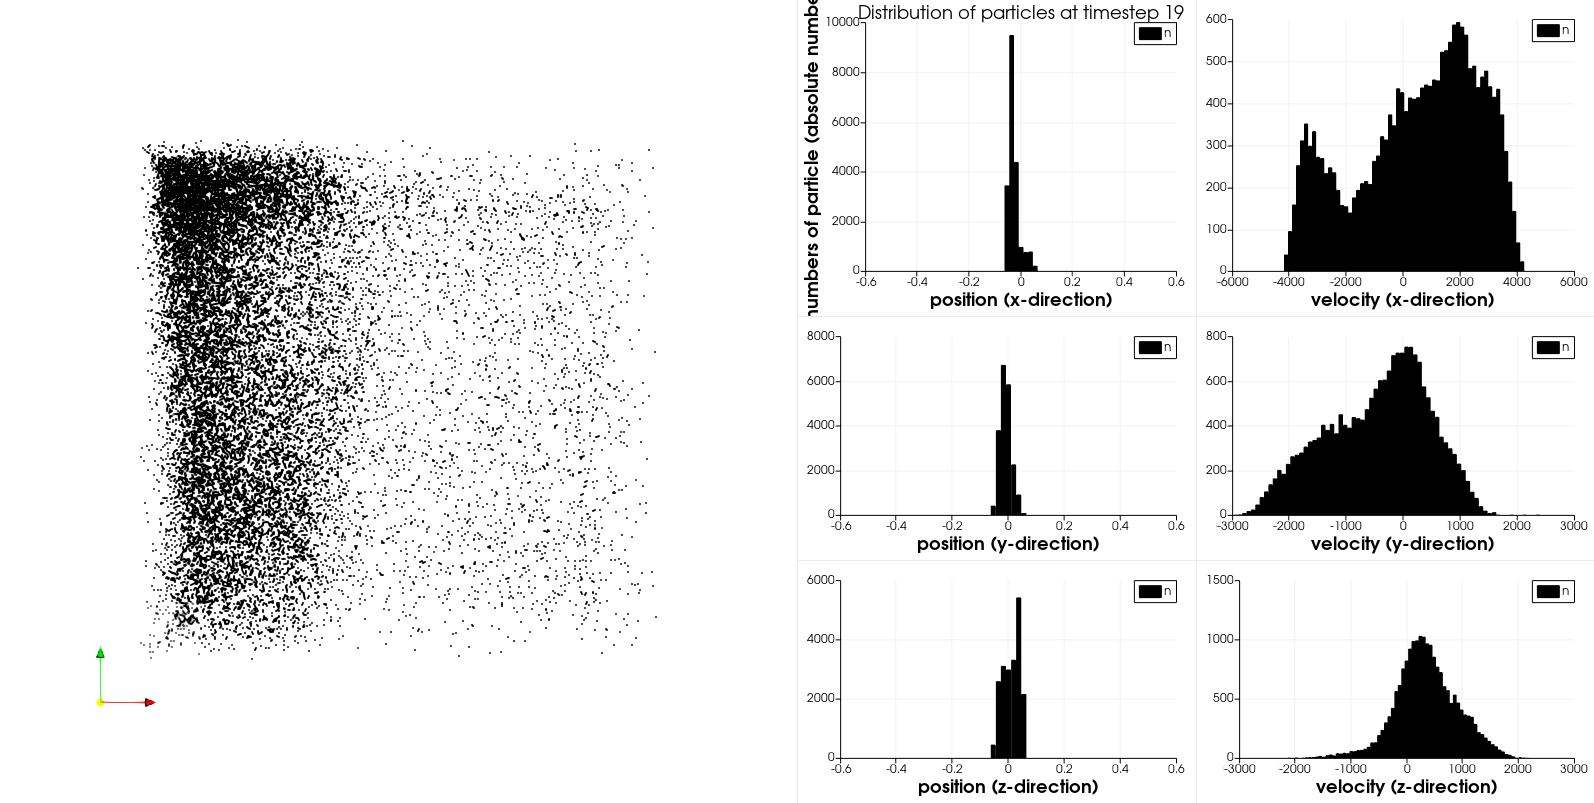 Distribution of particles at timestep 19
numbers of particle (absolute numbe
10000
8000
6000
4000
2000
0
-0.6 -0.4 -0.2 0 0.2 0.4 0.6
position (x-direction)
n
600
500
400
300
200
100
0
-6000 -4000 -2000 0 2000 4000 6000
velocity (x-direction)
n
8000
6000
4000
2000
0
-0.6 -0.4 -0.2 0 0.2 0.4 0.6
position (y-direction)
n
800
600
400
200
0
-3000 -2000 -1000 0 1000 2000 3000
velocity (y-direction)
n
6000
4000
2000
0
-0.6 -0.4 -0.2 0 0.2 0.4 0.6
position (z-direction)
n
1500
1000
500
0
-3000 -2000 -1000 0 1000 2000 3000
velocity (z-direction)
n